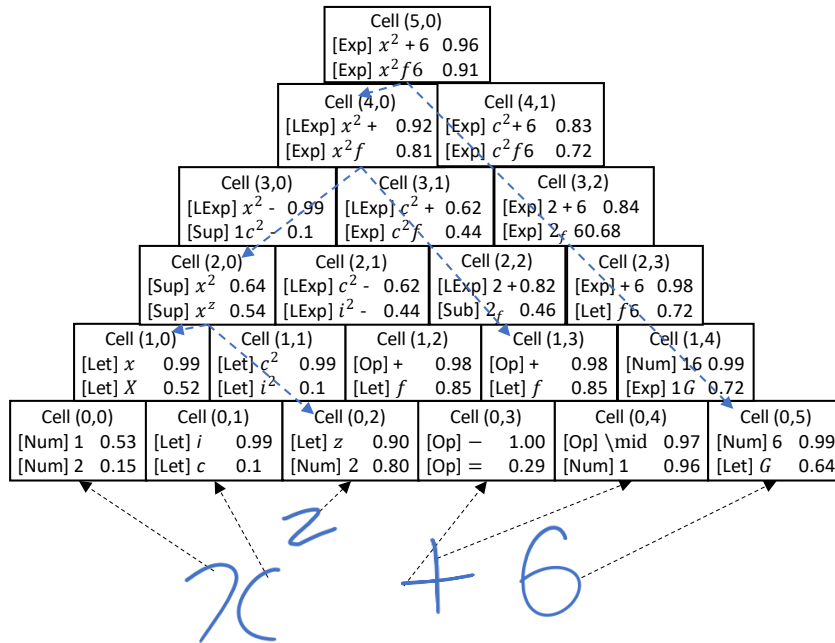 Cell (5,0)
[Exp] x² + 6 0.96
[Exp] x²f6 0.91
Cell (4,0) Cell (4,1)
[LExp] x² + 0.92 [Exp] c² + 6 0.83
[Exp] x²f 0.81 [Exp] c²f6 0.72
Cell (3,0) Cell (3,1) Cell (3,2)
[LExp] x² - 0.99 [LExp] c² + 0.62 [Exp] 2 + 6 0.84
[Sup] 1c² - 0.1 [Exp] c²f 0.44 [Exp] 2_f 60.68
Cell (2,0) Cell (2,1) Cell (2,2) Cell (2,3)
[Sup] x² 0.64 [LExp] c² - 0.62 [LExp] 2 +0.82 [Exp] + 6 0.98
[Sup] xᶻ 0.54 [LExp] i² - 0.44 [Sub] 2_f 0.46 [Let] f6 0.72
Cell (1,0) Cell (1,1) Cell (1,2) Cell (1,3) Cell (1,4)
[Let] x 0.99 [Let] c² 0.99 [Op] + 0.98 [Op] + 0.98 [Num] 16 0.99
[Let] X 0.52 [Let] i² 0.1 [Let] f 0.85 [Let] f 0.85 [Exp] 1G 0.72
Cell (0,0) Cell (0,1) Cell (0,2) Cell (0,3) Cell (0,4) Cell (0,5)
[Num] 1 0.53 [Let] i 0.99 [Let] z 0.90 [Op] − 1.00 [Op] \mid 0.97 [Num] 6 0.99
[Num] 2 0.15 [Let] c 0.1 [Num] 2 0.80 [Op] = 0.29 [Num] 1 0.96 [Let] G 0.64
x² + 6